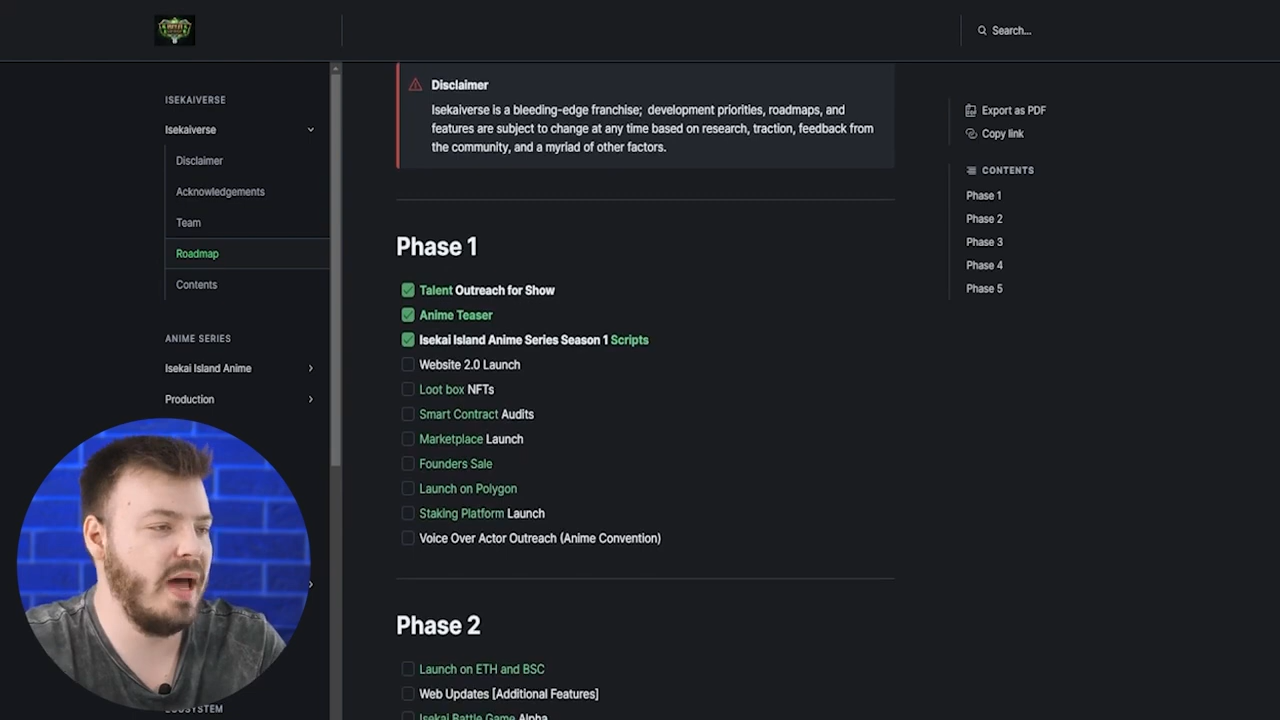 Search...
ISEKAIVERSE
Isekaiverse
Disclaimer
Acknowledgements
Team
Roadmap
Contents
ANIME SERIES
Isekai Island Anime
Production
ECOSYSTEM
Disclaimer
Isekaiverse is a bleeding-edge franchise; development priorities, roadmaps, and
features are subject to change at any time based on research, traction, feedback from
the community, and a myriad of other factors.
Phase 1
Talent Outreach for Show
Anime Teaser
Isekai Island Anime Series Season 1 Scripts
Website 2.0 Launch
Loot box NFTs
Smart Contract Audits
Marketplace Launch
Founders Sale
Launch on Polygon
Staking Platform Launch
Voice Over Actor Outreach (Anime Convention)
Phase 2
Launch on ETH and BSC
Web Updates [Additional Features]
Isekai Battle Game Alpha
Export as PDF
Copy link
CONTENTS
Phase 1
Phase 2
Phase 3
Phase 4
Phase 5